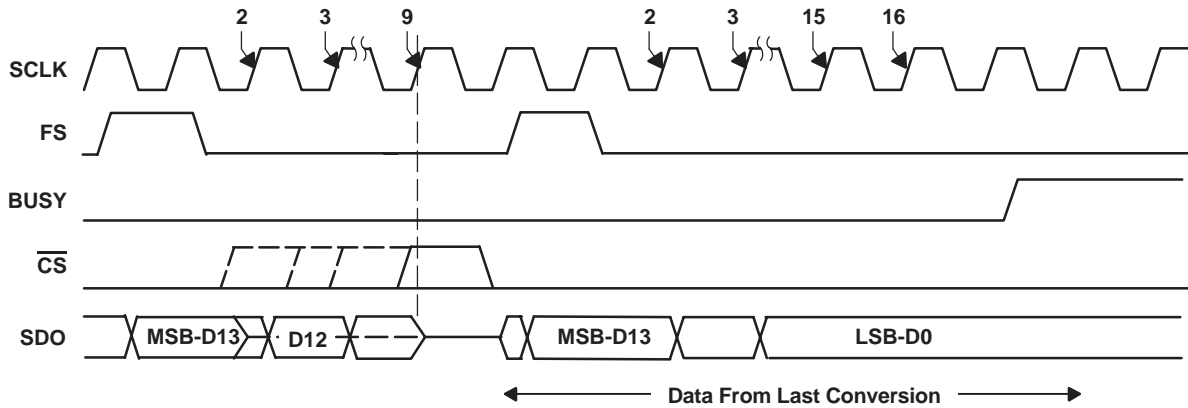 2 3 9 2 3 15 16
SCLK
FS
BUSY
CS
SDO MSB-D13 D12 MSB-D13 LSB-D0
Data From Last Conversion